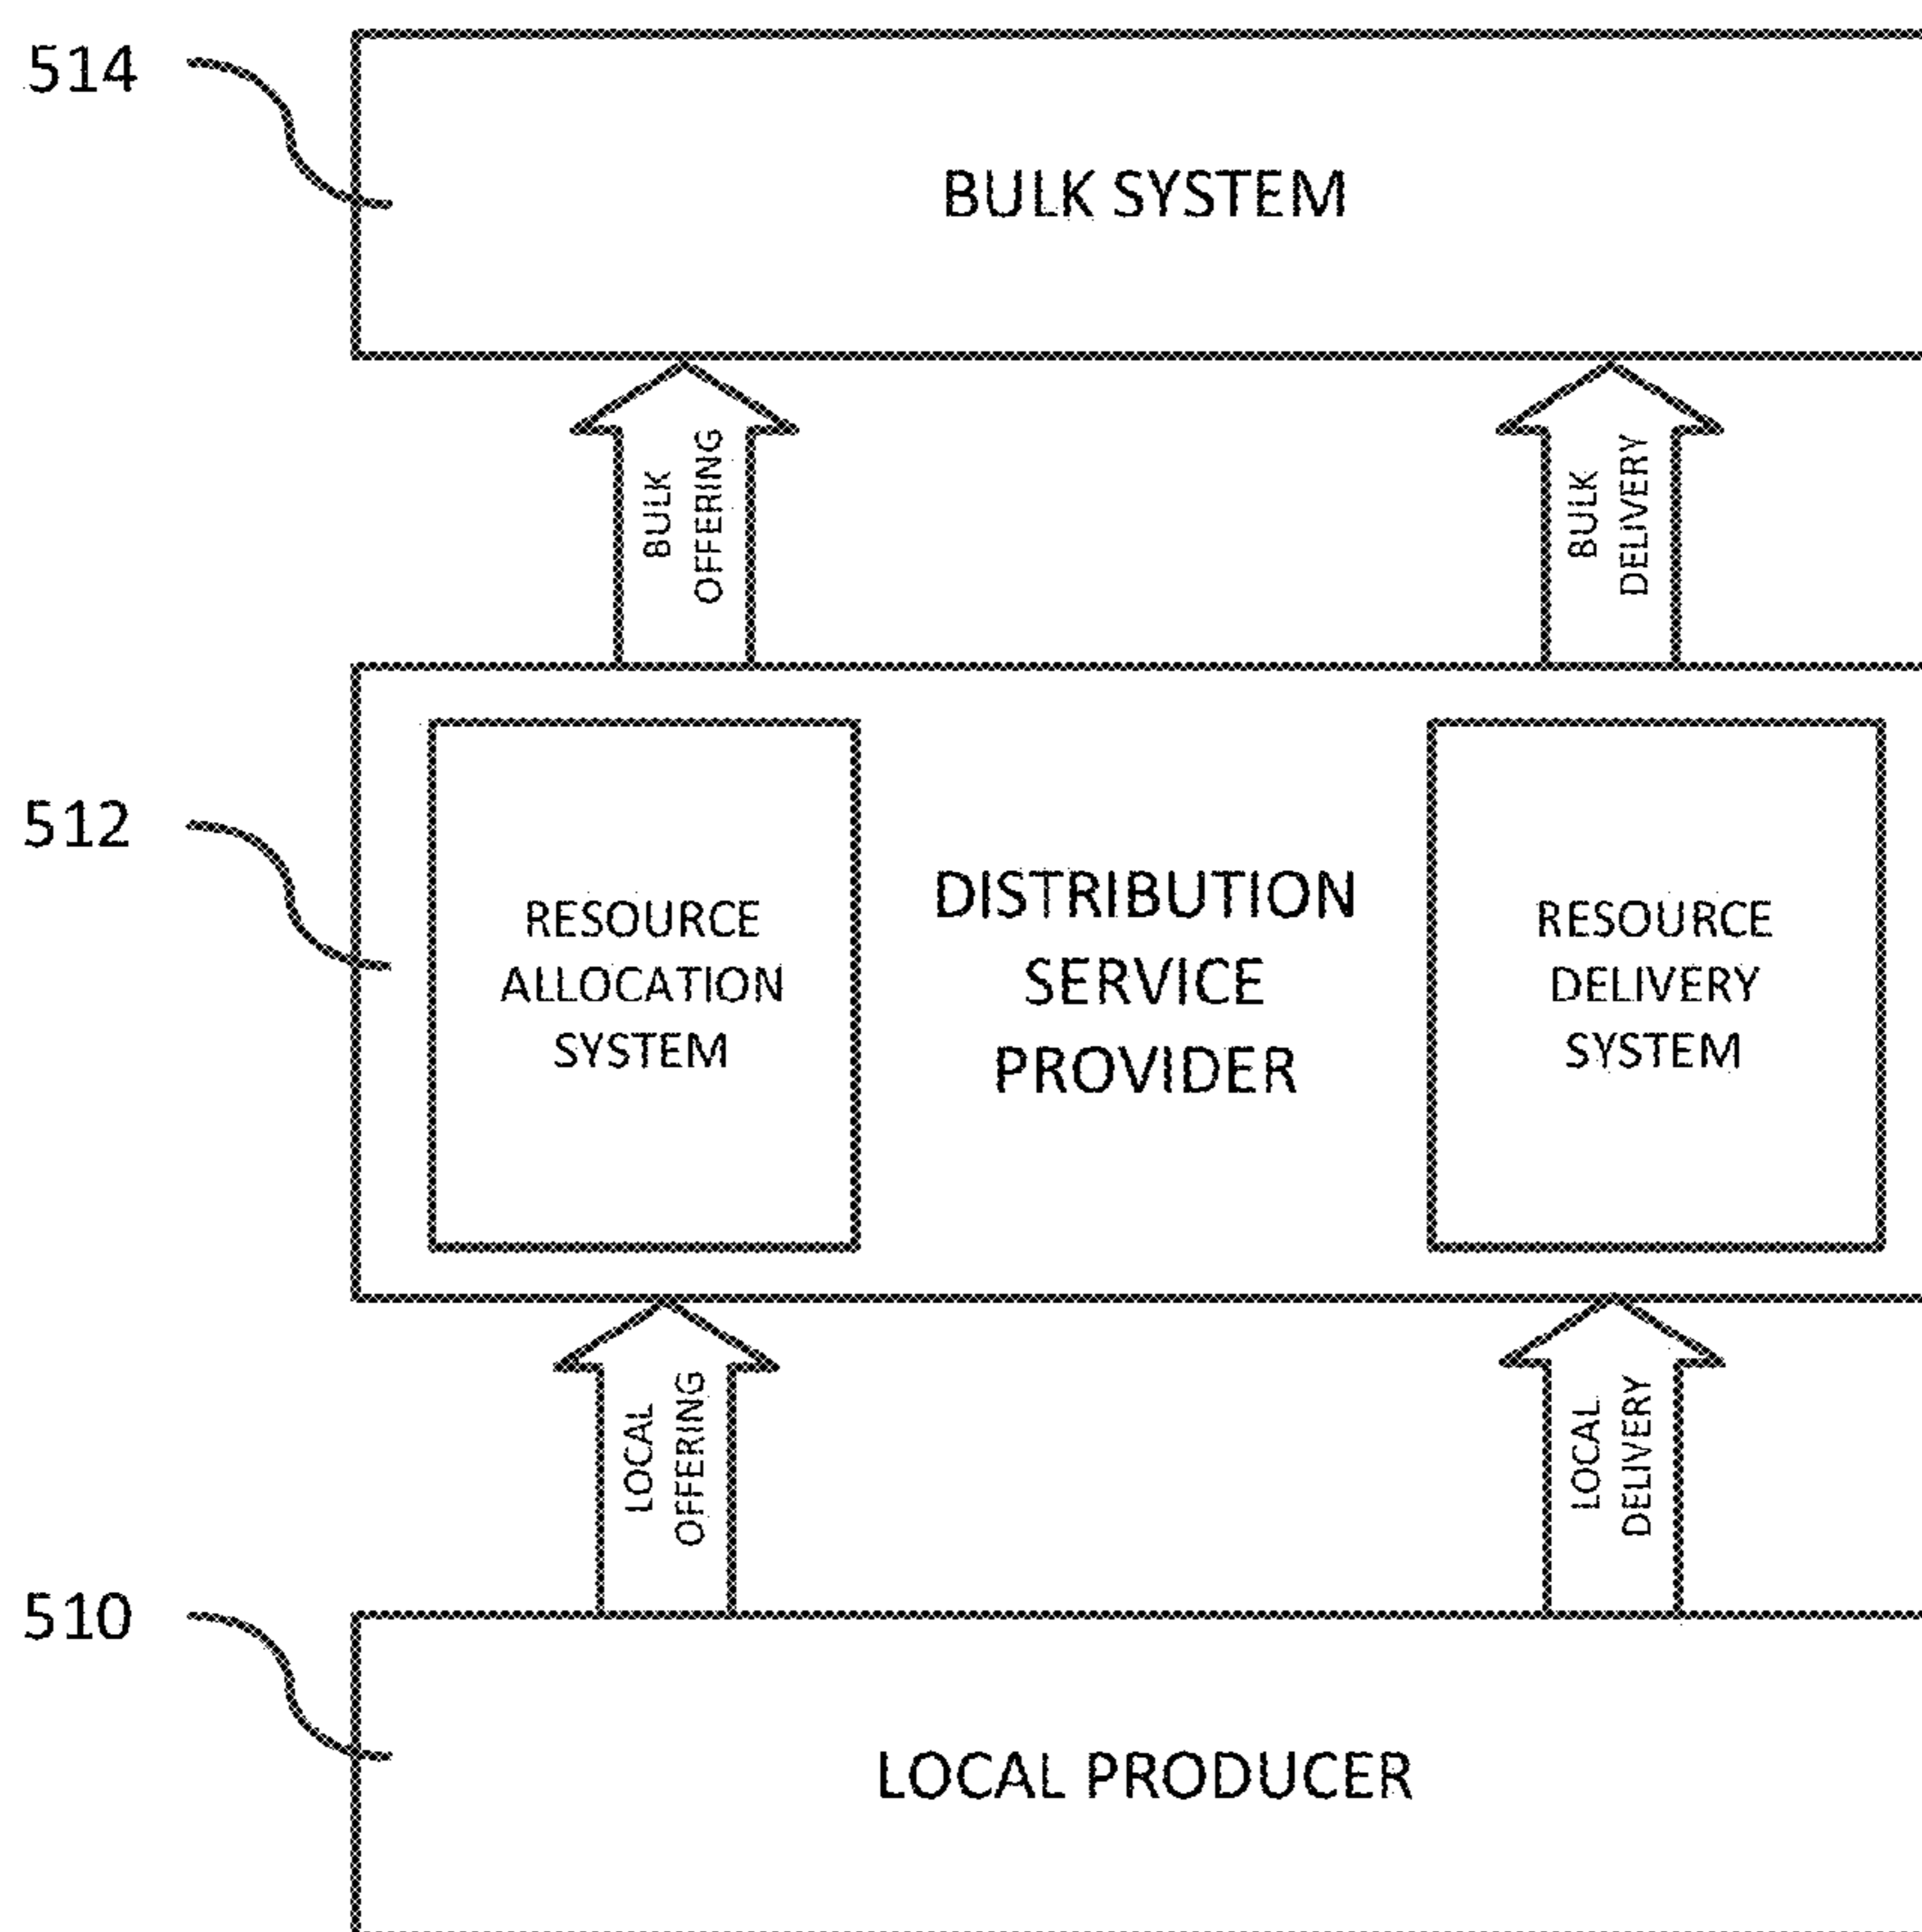 514
BULK SYSTEM
BULK
OFFERING
BULK
DELIVERY
512
RESOURCE
ALLOCATION
SYSTEM
DISTRIBUTION
SERVICE
PROVIDER
RESOURCE
DELIVERY
SYSTEM
LOCAL
OFFERING
LOCAL
DELIVERY
510
LOCAL PRODUCER